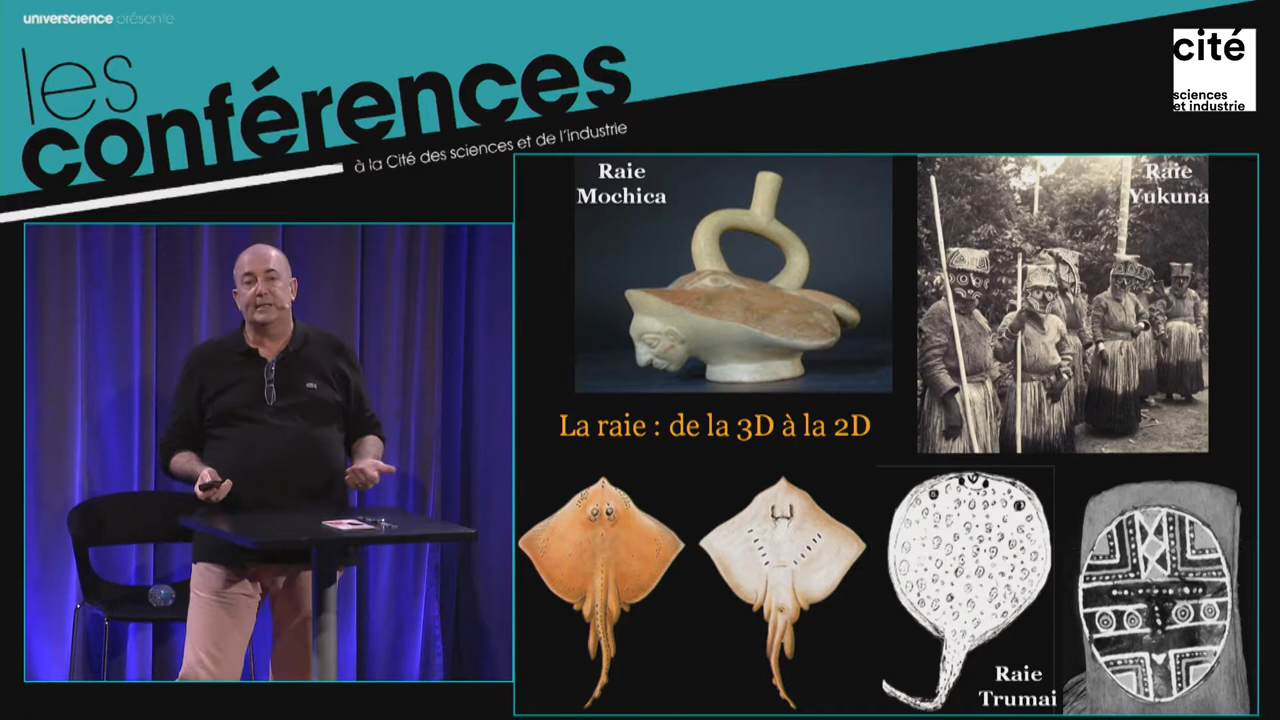 universcience présente
les
conférences
à la Cité des sciences et de l'industrie
cité
sciences
et industrie
Raie
Mochica
Raie
Yukuna
La raie : de la 3D à la 2D
Raie
Trumai